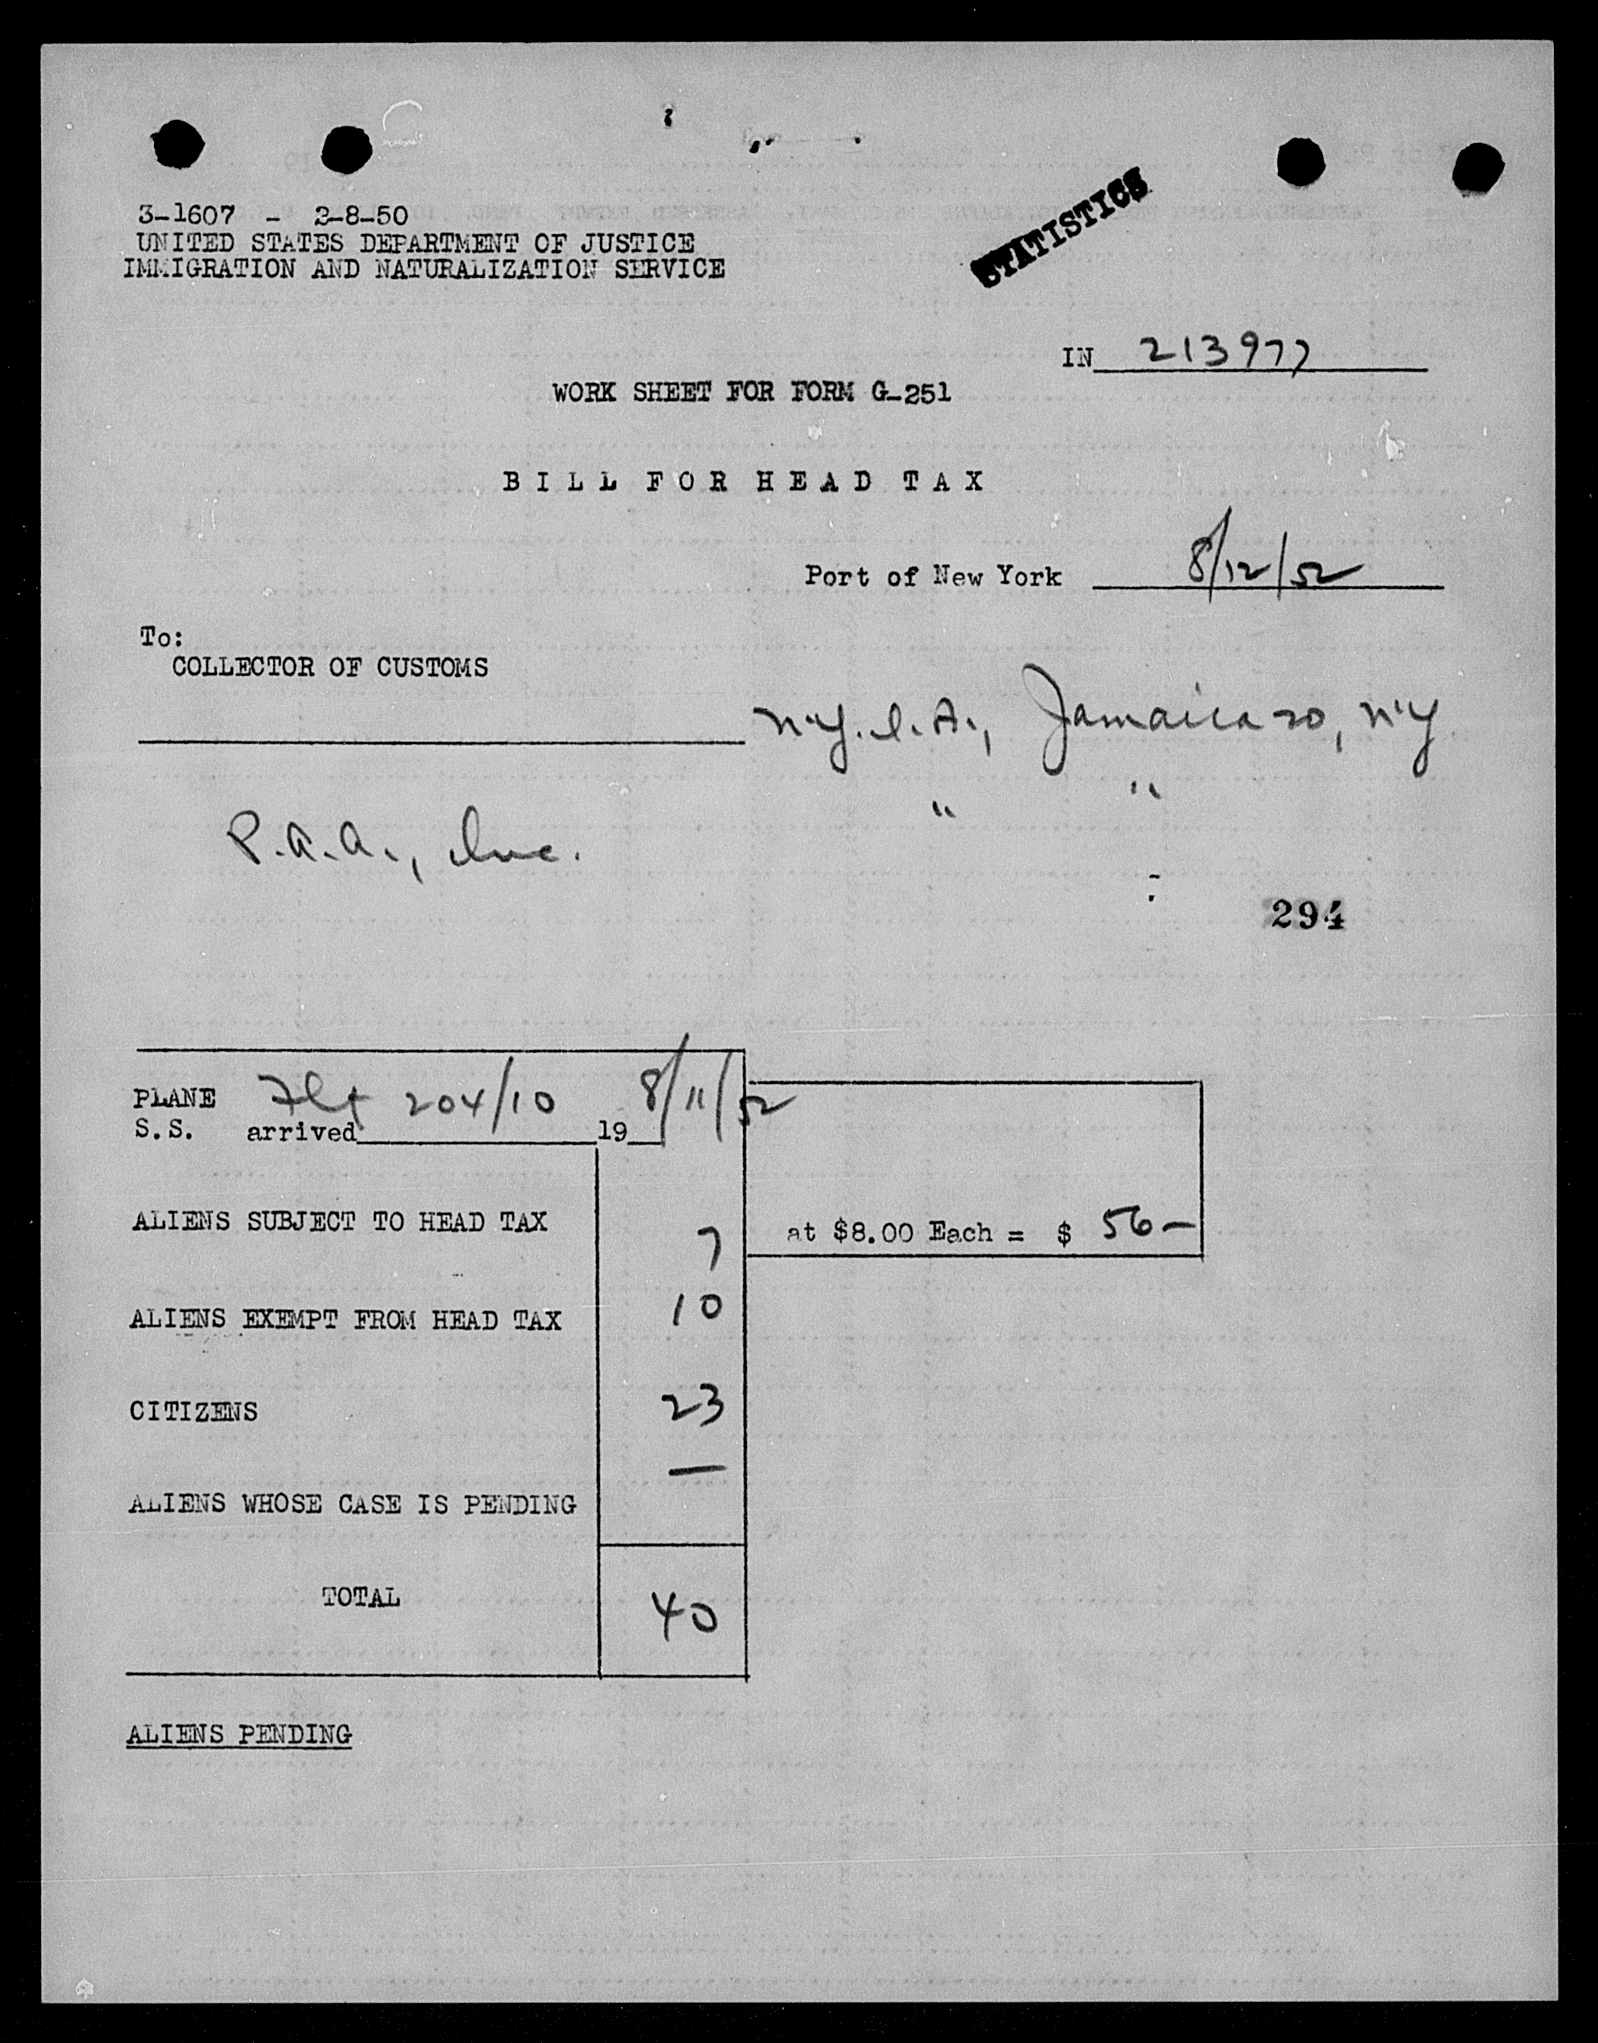 STATISTICS
3-1607 - 2-8-50
UNITED STATES DEPARTMENT OF JUSTICE
IMMIGRATION AND NATURALIZATION SERVICE
IN 213977
WORK SHEET FOR FORM G-251
BILL FOR HEAD TAX
Port of New York 8/12/52
To:
COLLECTOR OF CUSTOMS
N.Y.I.A., Jamaica 20, N.Y.
" "
P.A.A., Inc.
294
PLANE Flt 204/10 8/11/52
S.S. arrived 19
ALIENS SUBJECT TO HEAD TAX 7 at $8.00 Each = $ 56-
ALIENS EXEMPT FROM HEAD TAX 10
CITIZENS 23
ALIENS WHOSE CASE IS PENDING —
TOTAL 40
ALIENS PENDING